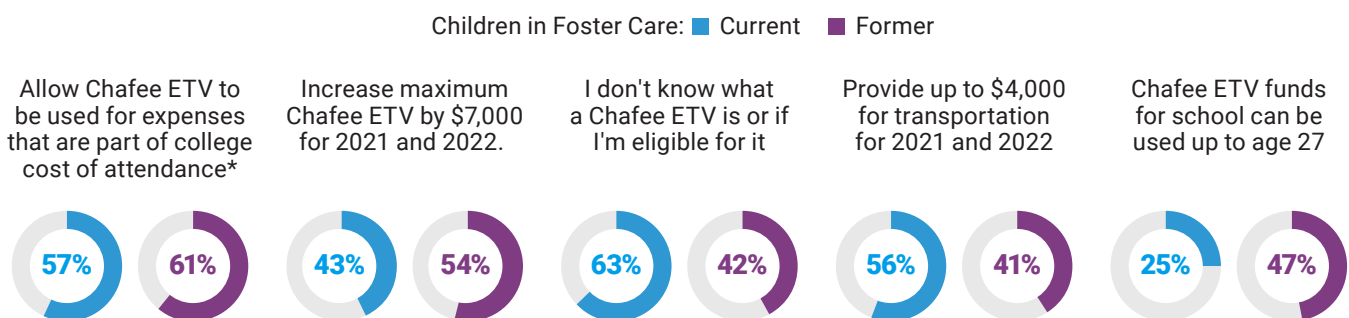 Children in Foster Care: Current Former
Allow Chafee ETV to
be used for expenses
that are part of college
cost of attendance*
57% 61%
Increase maximum
Chafee ETV by $7,000
for 2021 and 2022.
43% 54%
I don't know what
a Chafee ETV is or if
I'm eligible for it
63% 42%
Provide up to $4,000
for transportation
for 2021 and 2022
56% 41%
Chafee ETV funds
for school can be
used up to age 27
25% 47%